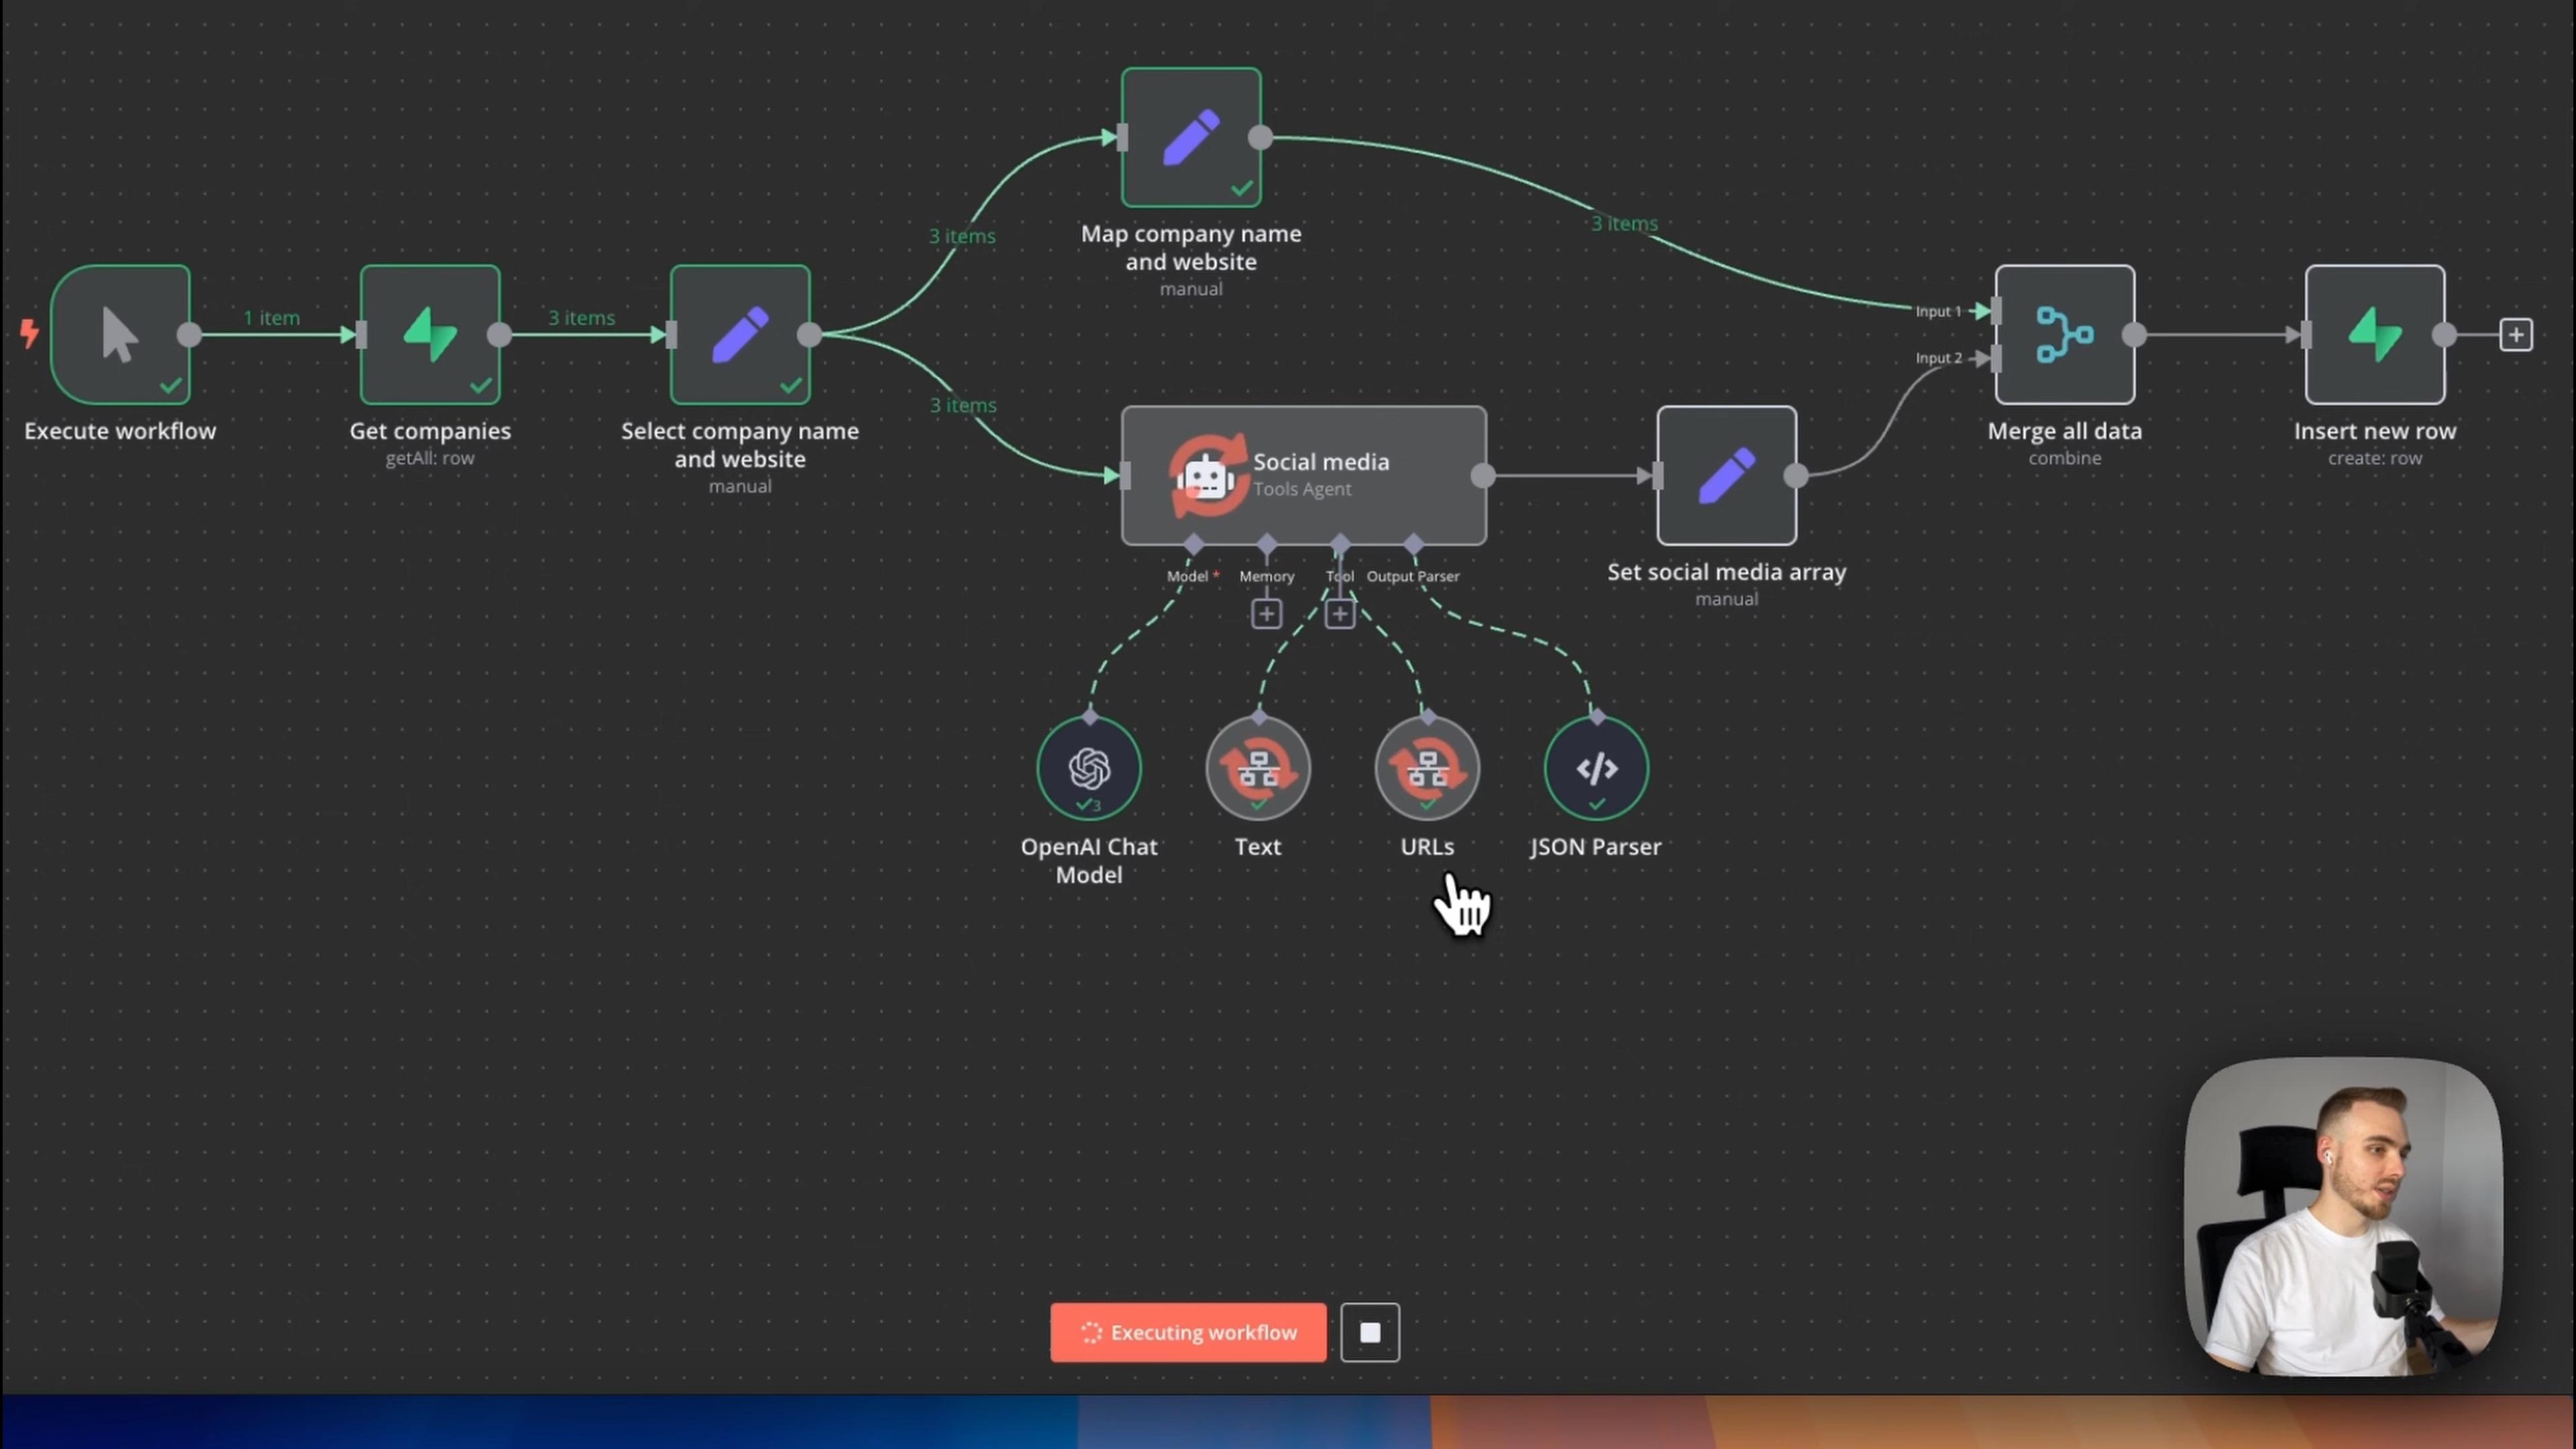 Map company name
and website
manual
3 items
3 items
Input 1
1 item
3 items
Input 2
Execute workflow
Get companies
getAll: row
Select company name
and website
manual
3 items
Social media
Tools Agent
Merge all data
combine
Insert new row
create: row
Model *
Memory
Tool
Output Parser
Set social media array
manual
3
OpenAI Chat
Model
Text
URLs
JSON Parser
Executing workflow